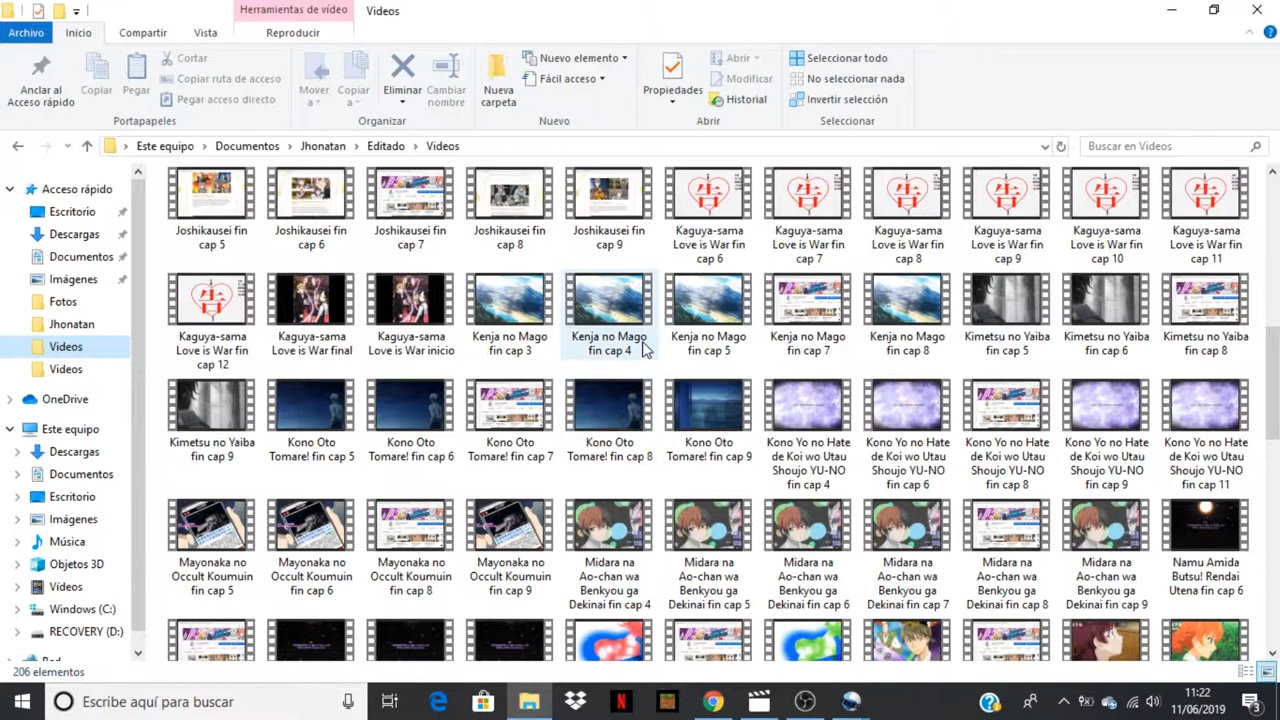 Herramientas de vídeo
Videos
Archivo
Inicio
Compartir
Vista
Reproducir
Anclar al
Acceso rápido
Copiar
Pegar
Cortar
Copiar ruta de acceso
Pegar acceso directo
Mover
a
Copiar
a
Eliminar
Cambiar
nombre
Nueva
carpeta
Nuevo elemento
Fácil acceso
Propiedades
Abrir
Modificar
Historial
Seleccionar todo
No seleccionar nada
Invertir selección
Portapapeles
Organizar
Nuevo
Abrir
Seleccionar
Este equipo
Documentos
Jhonatan
Editado
Videos
Buscar en Videos
Acceso rápido
Escritorio
Descargas
Documentos
Imágenes
Fotos
Jhonatan
Videos
Videos
OneDrive
Este equipo
Descargas
Documentos
Escritorio
Imágenes
Música
Objetos 3D
Vídeos
Windows (C:)
RECOVERY (D:)
Joshikausei fin
cap 5
Joshikausei fin
cap 6
Joshikausei fin
cap 7
Joshikausei fin
cap 8
Joshikausei fin
cap 9
Kaguya-sama
Love is War fin
cap 6
Kaguya-sama
Love is War fin
cap 7
Kaguya-sama
Love is War fin
cap 8
Kaguya-sama
Love is War fin
cap 9
Kaguya-sama
Love is War fin
cap 10
Kaguya-sama
Love is War fin
cap 11
Kaguya-sama
Love is War fin
cap 12
Kaguya-sama
Love is War final
Kaguya-sama
Love is War inicio
Kenja no Mago
fin cap 3
Kenja no Mago
fin cap 4
Kenja no Mago
fin cap 5
Kenja no Mago
fin cap 7
Kenja no Mago
fin cap 8
Kimetsu no Yaiba
fin cap 5
Kimetsu no Yaiba
fin cap 6
Kimetsu no Yaiba
fin cap 8
Kimetsu no Yaiba
fin cap 9
Kono Oto
Tomare! fin cap 5
Kono Oto
Tomare! fin cap 6
Kono Oto
Tomare! fin cap 7
Kono Oto
Tomare! fin cap 8
Kono Oto
Tomare! fin cap 9
Kono Yo no Hate
de Koi wo Utau
Shoujo YU-NO
fin cap 4
Kono Yo no Hate
de Koi wo Utau
Shoujo YU-NO
fin cap 6
Kono Yo no Hate
de Koi wo Utau
Shoujo YU-NO
fin cap 8
Kono Yo no Hate
de Koi wo Utau
Shoujo YU-NO
fin cap 9
Kono Yo no Hate
de Koi wo Utau
Shoujo YU-NO
fin cap 11
Mayonaka no
Occult Koumuin
fin cap 5
Mayonaka no
Occult Koumuin
fin cap 6
Mayonaka no
Occult Koumuin
fin cap 8
Mayonaka no
Occult Koumuin
fin cap 9
Midara na
Ao-chan wa
Benkyou ga
Dekinai fin cap 4
Midara na
Ao-chan wa
Benkyou ga
Dekinai fin cap 5
Midara na
Ao-chan wa
Benkyou ga
Dekinai fin cap 6
Midara na
Ao-chan wa
Benkyou ga
Dekinai fin cap 7
Midara na
Ao-chan wa
Benkyou ga
Dekinai fin cap 8
Midara na
Ao-chan wa
Benkyou ga
Dekinai fin cap 9
Namu Amida
Butsu! Rendai
Utena fin cap 6
206 elementos
Escribe aquí para buscar
11:22
11/06/2019
3